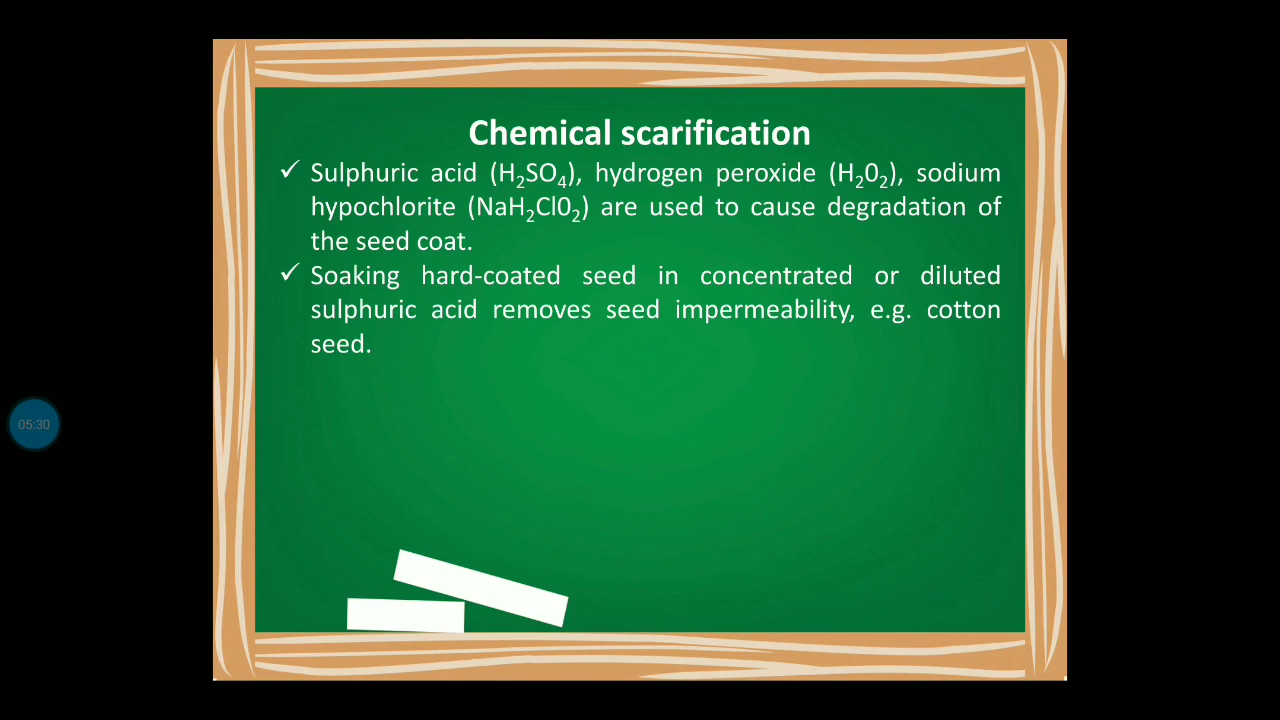 Chemical scarification
✓ Sulphuric acid (H₂SO₄), hydrogen peroxide (H₂0₂), sodium
hypochlorite (NaH₂Cl0₂) are used to cause degradation of
the seed coat.
✓ Soaking hard-coated seed in concentrated or diluted
sulphuric acid removes seed impermeability, e.g. cotton
seed.
05:30